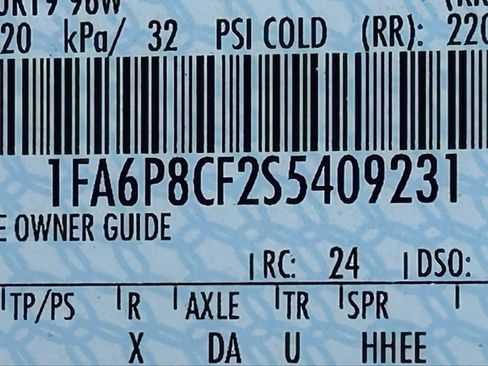 20 kPa/ 32 PSI COLD (RR): 220
1FA6P8CF2S5409231
E OWNER GUIDE
RC: 24 DSO:
TP/PS R AXLE TR SPR
X DA U HHEE